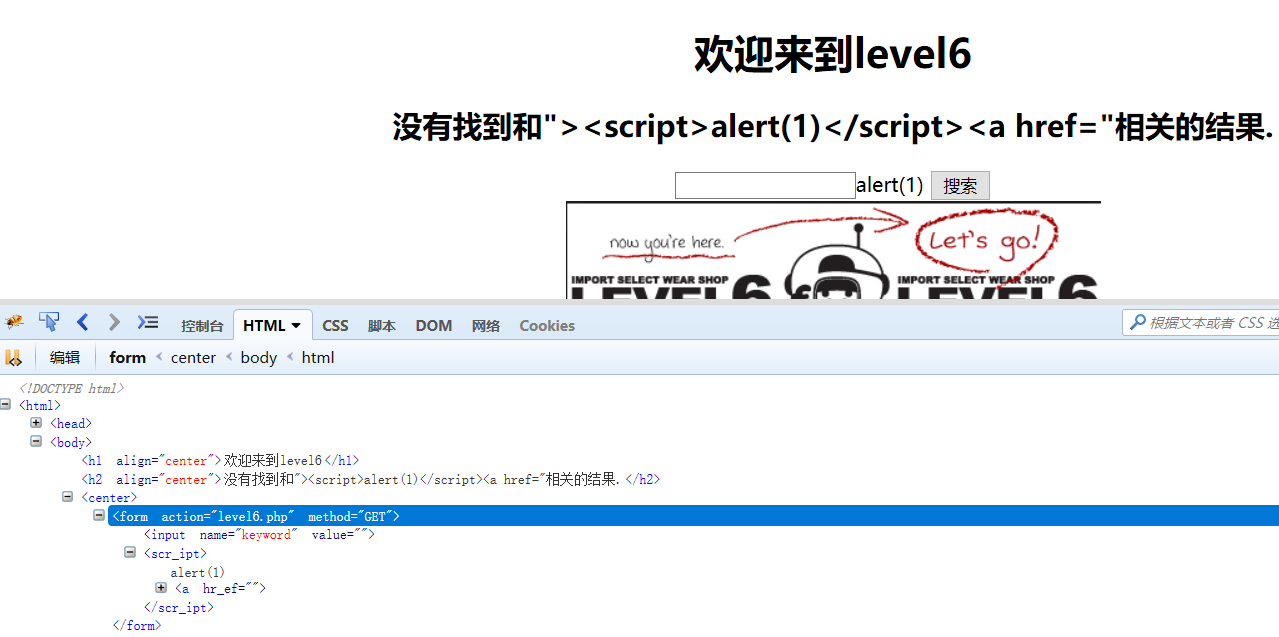 欢迎来到level6
没有找到和"><script>alert(1)</script><a href="相关的结果.
alert(1) 搜索
now you're here. Let's go!
IMPORT SELECT WEAR SHOP IMPORT SELECT WEAR SHOP
LEVEL6 LEVEL6
控制台 HTML CSS 脚本 DOM 网络 Cookies 根据文本或者 CSS 选
编辑 form < center < body < html
<!DOCTYPE html>
<html>
<head>
<body>
<h1 align="center">欢迎来到level6</h1>
<h2 align="center">没有找到和"><script>alert(1)</script><a href="相关的结果.</h2>
<center>
<form action="level6.php" method="GET">
<input name="keyword" value="">
<scr_ipt>
alert(1)
<a hr_ef="">
</scr_ipt>
</form>